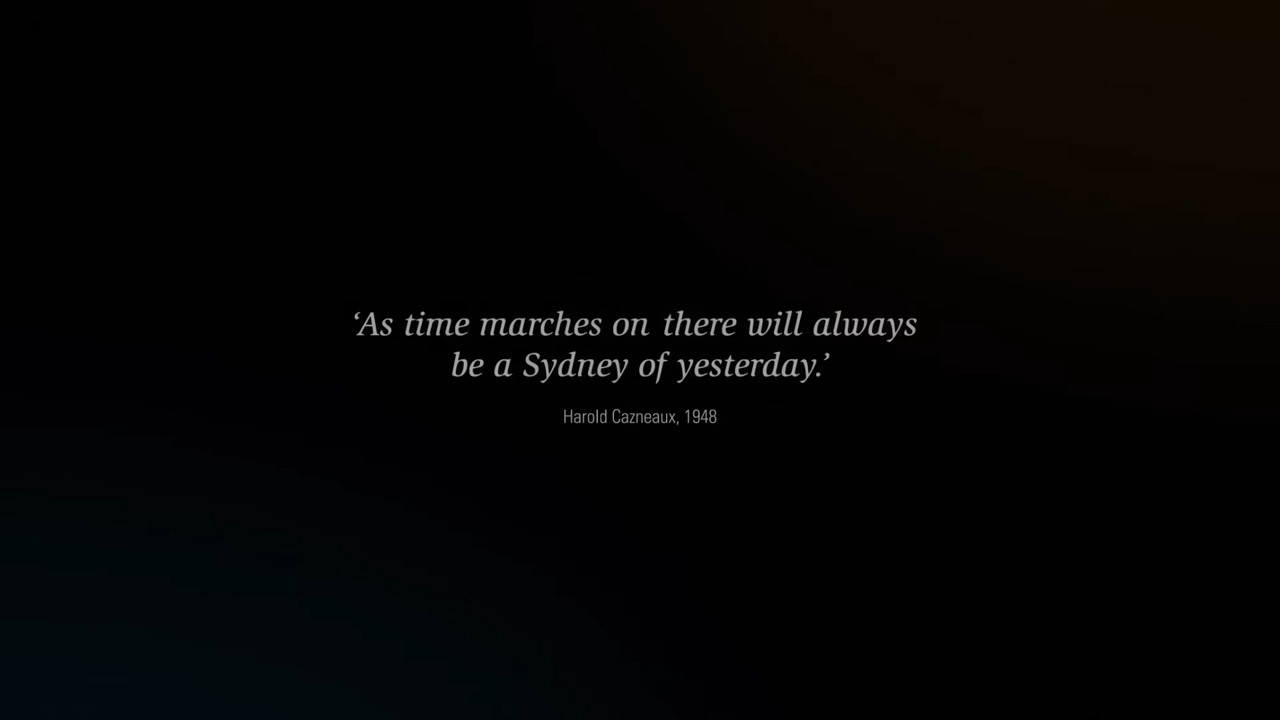 ‘As time marches on there will always
be a Sydney of yesterday.’
Harold Cazneaux, 1948